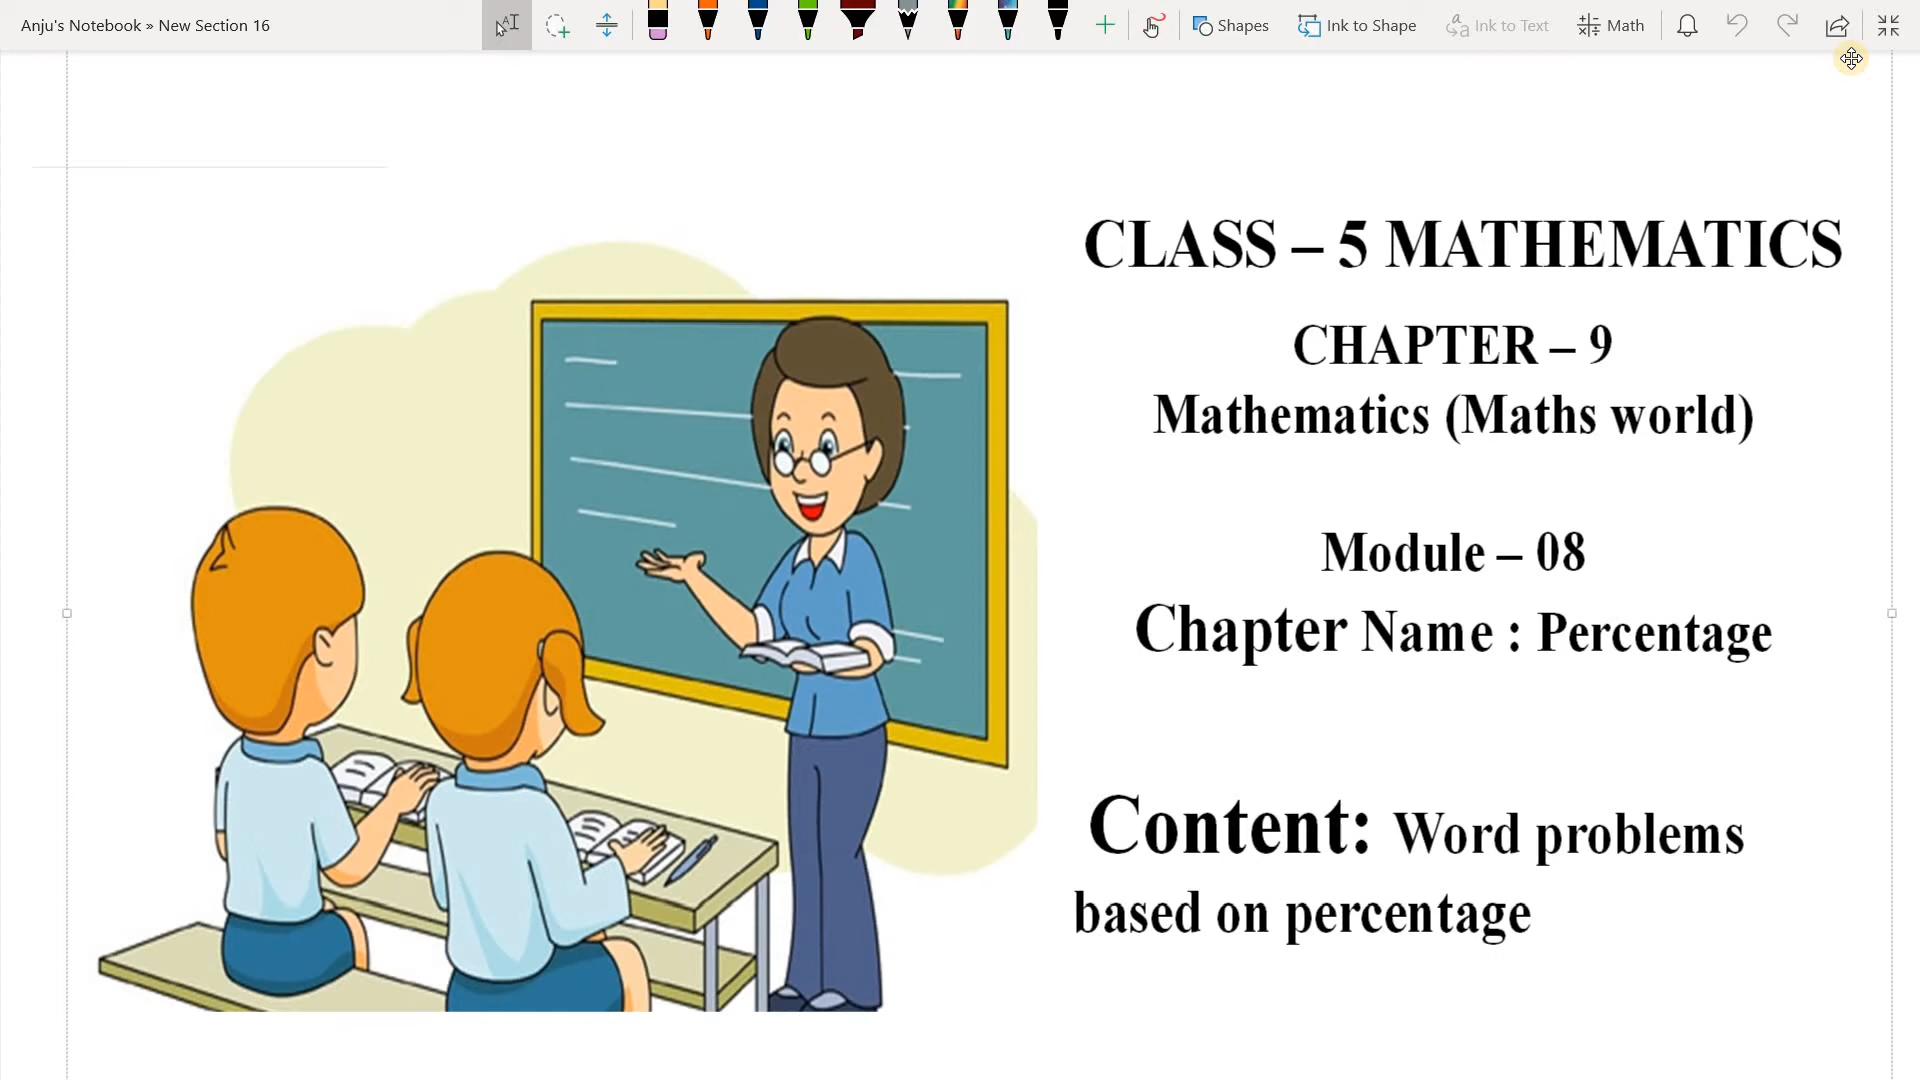 Anju's Notebook » New Section 16
Shapes
Ink to Shape
Ink to Text
Math
CLASS – 5 MATHEMATICS
CHAPTER – 9
Mathematics (Maths world)
Module – 08
Chapter Name : Percentage
Content: Word problems
based on percentage